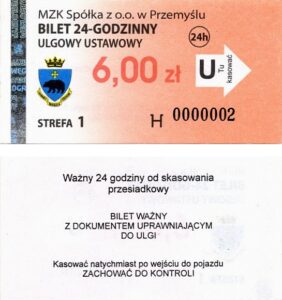 MZK Spółka z o.o. w Przemyślu
BILET 24-GODZINNY
ULGOWY USTAWOWY
24h
6,00 zł
U
Tu kasować
STREFA 1
H 0000002
Ważny 24 godziny od skasowania
przesiadkowy
BILET WAŻNY
Z DOKUMENTEM UPRAWNIAJĄCYM
DO ULGI
Kasować natychmiast po wejściu do pojazdu
ZACHOWAĆ DO KONTROLI